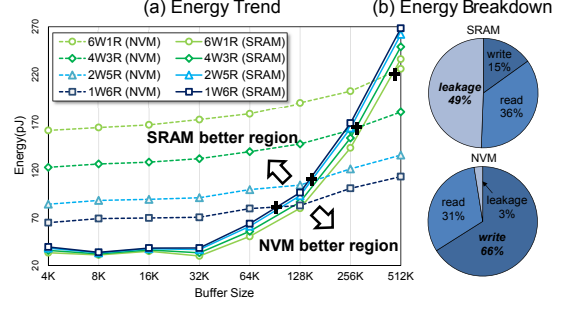 (a) Energy Trend
(b) Energy Breakdown
Energy(pJ)
270
220
170
120
70
20
6W1R (NVM)
6W1R (SRAM)
4W3R (NVM)
4W3R (SRAM)
2W5R (NVM)
2W5R (SRAM)
1W6R (NVM)
1W6R (SRAM)
SRAM better region
NVM better region
4K 8K 16K 32K 64K 128K 256K 512K
Buffer Size
SRAM
write
15%
leakage
49%
read
36%
NVM
leakage
3%
read
31%
write
66%